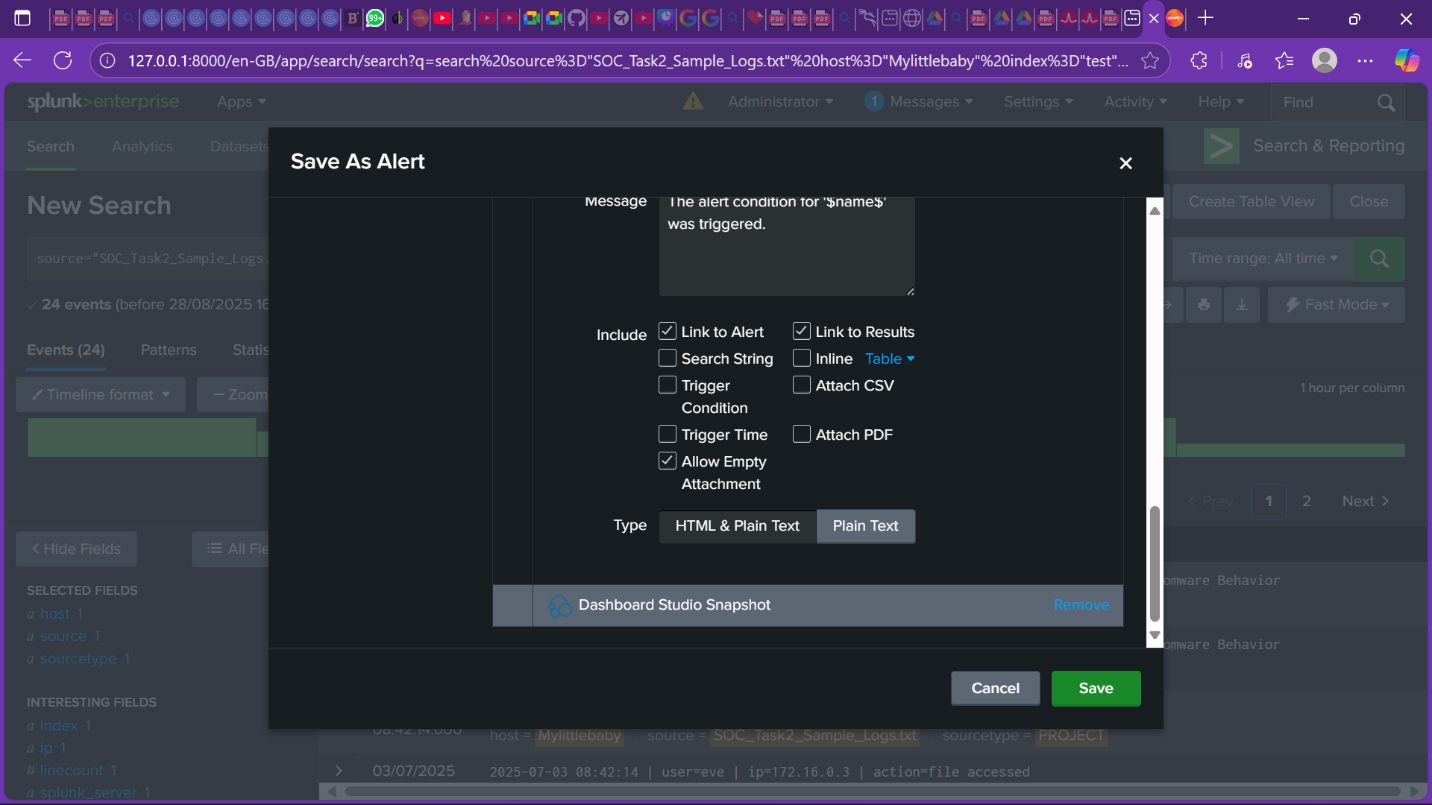 99+
127.0.0.1:8000/en-GB/app/search/search?q=search%20source%3D"SOC_Task2_Sample_Logs.txt"%20host%3D"Mylittlebaby"%20index%3D"test"...
splunk>enterprise Apps Administrator 1 Messages Settings Activity Help Find
Search Analytics Datasets Search & Reporting
Save As Alert
New Search Create Table View Close
Message The alert condition for '$name$'
was triggered.
source="SOC_Task2_Sample_Logs. Time range: All time
24 events (before 28/08/2025 16 Fast Mode
Include Link to Alert Link to Results
Events (24) Patterns Statis
Search String Inline Table
Trigger Attach CSV
Condition
Timeline format Zoom 1 hour per column
Trigger Time Attach PDF
Allow Empty
Attachment
Prev 1 2 Next
Type HTML & Plain Text Plain Text
Hide Fields All Fie
SELECTED FIELDS
omware Behavior
Dashboard Studio Snapshot Remove
a host 1
a source 1
omware Behavior
a sourcetype 1
Cancel Save
INTERESTING FIELDS
a index 1
08:42:14.000 host = Mylittlebaby source = SOC_Task2_Sample_Logs.txt sourcetype = PROJECT
a ip 1
# linecount 1
03/07/2025 2025-07-03 08:42:14 | user=eve | ip=172.16.0.3 | action=file accessed
a splunk_server 1